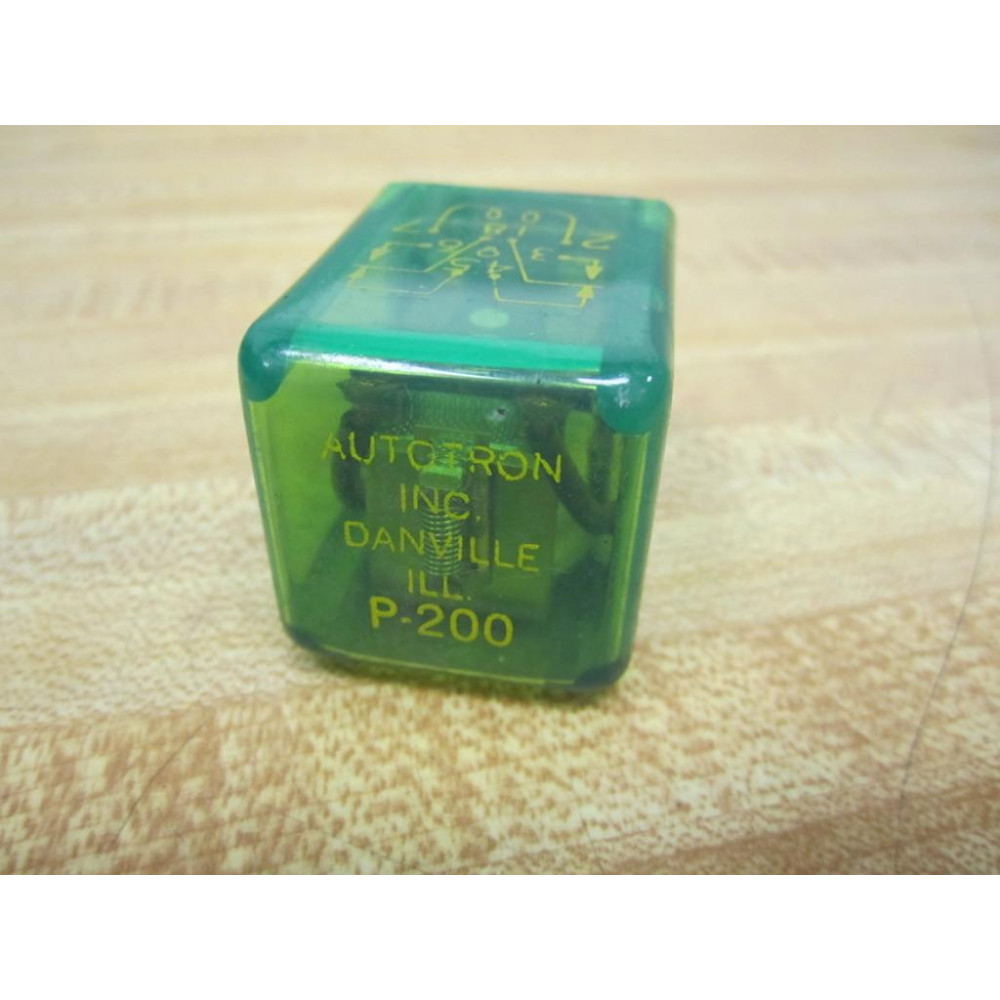 AUTOTRON
INC.
DANVILLE
ILL.
P-200